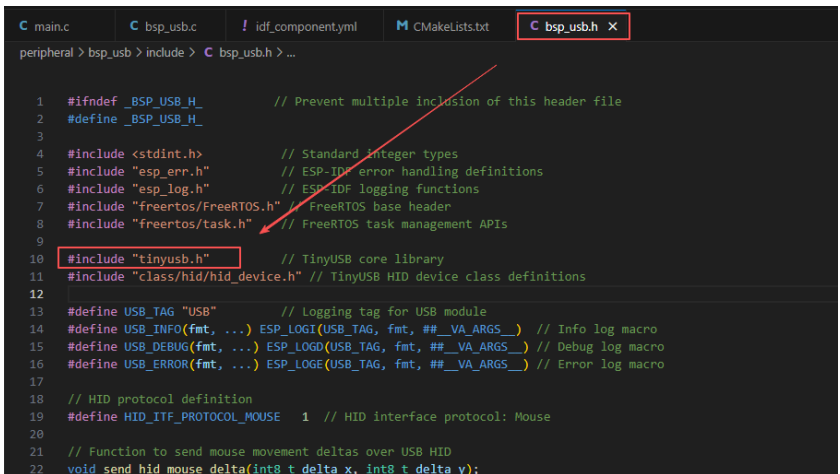 main.c bsp_usb.c idf_component.yml CMakeLists.txt bsp_usb.h
peripheral > bsp_usb > include > C bsp_usb.h > ...
1 #ifndef _BSP_USB_H_ // Prevent multiple inclusion of this header file
2 #define _BSP_USB_H_
3
4 #include <stdint.h> // Standard integer types
5 #include "esp_err.h" // ESP-IDF error handling definitions
6 #include "esp_log.h" // ESP-IDF logging functions
7 #include "freertos/FreeRTOS.h" // FreeRTOS base header
8 #include "freertos/task.h" // FreeRTOS task management APIs
9
10 #include "tinyusb.h" // TinyUSB core library
11 #include "class/hid/hid_device.h" // TinyUSB HID device class definitions
12
13 #define USB_TAG "USB" // Logging tag for USB module
14 #define USB_INFO(fmt, ...) ESP_LOGI(USB_TAG, fmt, ##__VA_ARGS__) // Info log macro
15 #define USB_DEBUG(fmt, ...) ESP_LOGD(USB_TAG, fmt, ##__VA_ARGS__) // Debug log macro
16 #define USB_ERROR(fmt, ...) ESP_LOGE(USB_TAG, fmt, ##__VA_ARGS__) // Error log macro
17
18 // HID protocol definition
19 #define HID_ITF_PROTOCOL_MOUSE 1 // HID interface protocol: Mouse
20
21 // Function to send mouse movement deltas over USB HID
22 void send_hid_mouse_delta(int8_t delta_x, int8_t delta_y);